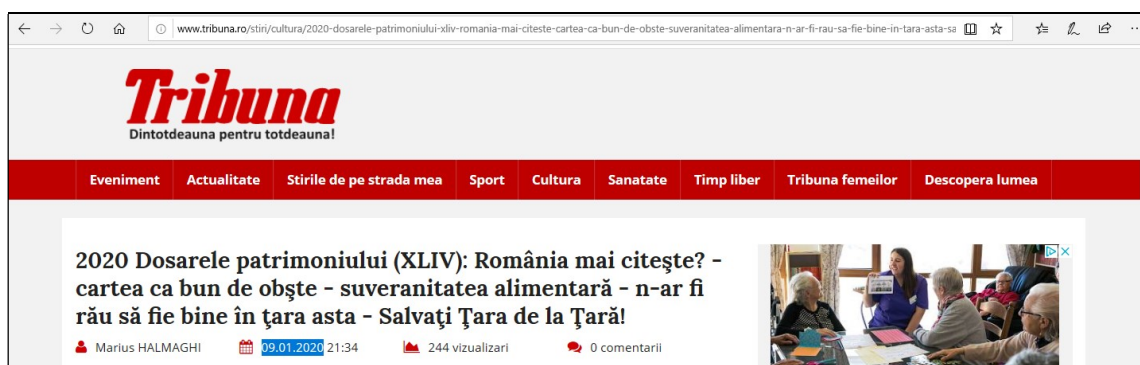 www.tribuna.ro/stiri/cultura/2020-dosarele-patrimoniului-xliv-romania-mai-citeste-cartea-ca-bun-de-obste-suveranitatea-alimentara-n-ar-fi-rau-sa-fie-bine-in-tara-asta-sa
Tribuna
Dintotdeauna pentru totdeauna!
Eveniment Actualitate Stirile de pe strada mea Sport Cultura Sanatate Timp liber Tribuna femeilor Descopera lumea
2020 Dosarele patrimoniului (XLIV): România mai citeşte? -
cartea ca bun de obşte - suveranitatea alimentară - n-ar fi
rău să fie bine în ţara asta - Salvaţi Ţara de la Ţară!
Marius HALMAGHI 09.01.2020 21:34 244 vizualizari 0 comentarii